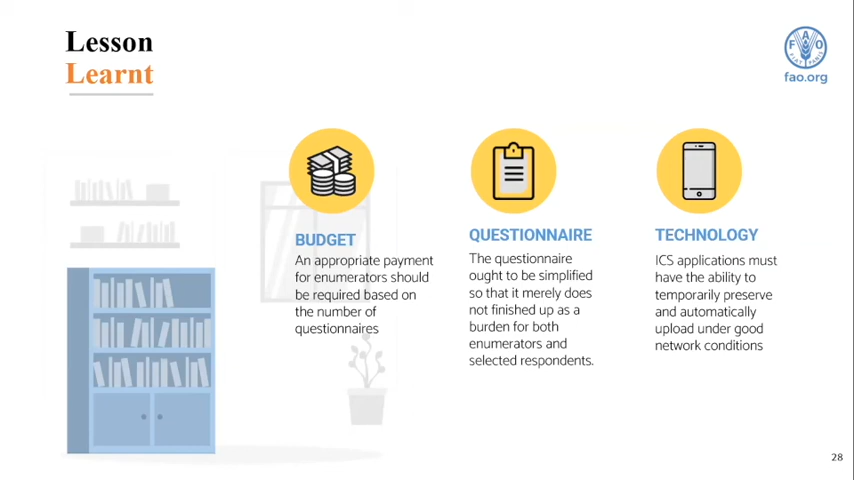 Lesson
Learnt
FAO
FIAT PANIS
fao.org
BUDGET
An appropriate payment
for enumerators should
be required based on
the number of
questionnaires
QUESTIONNAIRE
The questionnaire
ought to be simplified
so that it merely does
not finished up as a
burden for both
enumerators and
selected respondents.
TECHNOLOGY
ICS applications must
have the ability to
temporarily preserve
and automatically
upload under good
network conditions
28